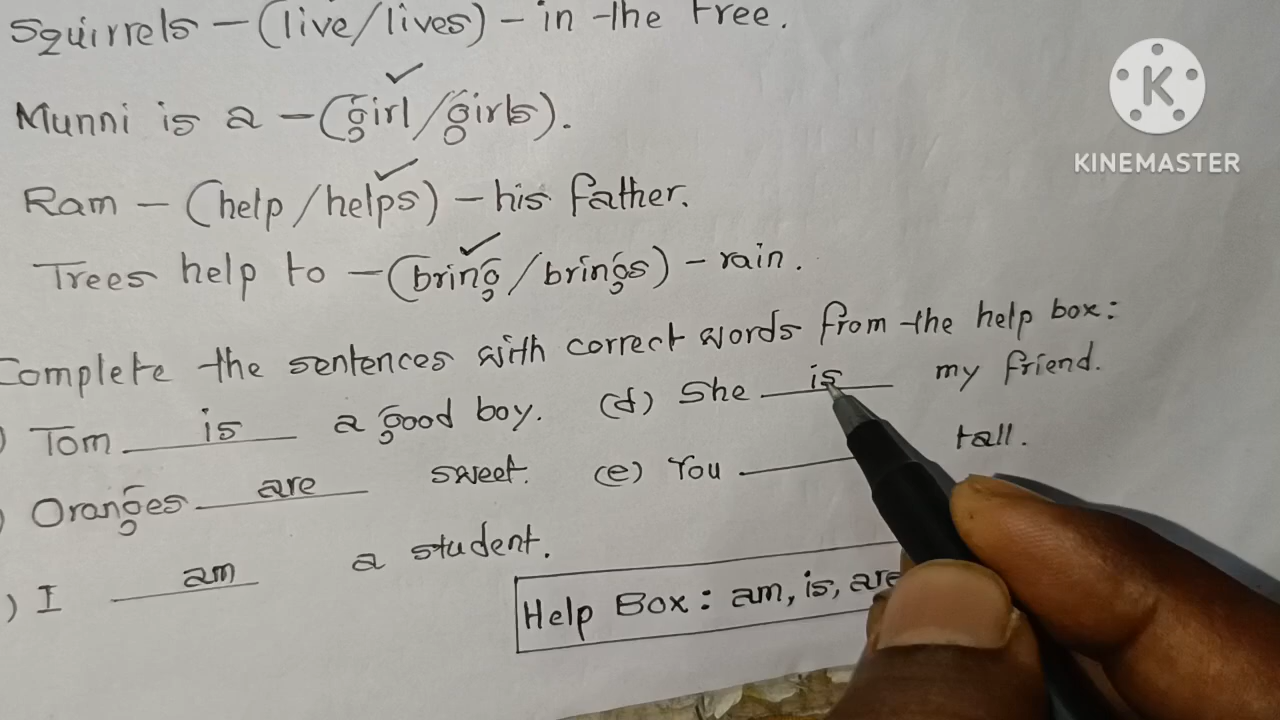 Squirrels - (live/lives) - in the tree.
Munni is a - (girl/girls).
Ram - (help/helps) - his father.
Trees help to - (bring/brings) - rain.
Complete the sentences with correct words from the help box:
) Tom is a good boy. (d) She is my friend.
) Oranges are sweet. (e) You ______ tall.
) I am a student.
Help Box: am, is, are
K
KINEMASTER